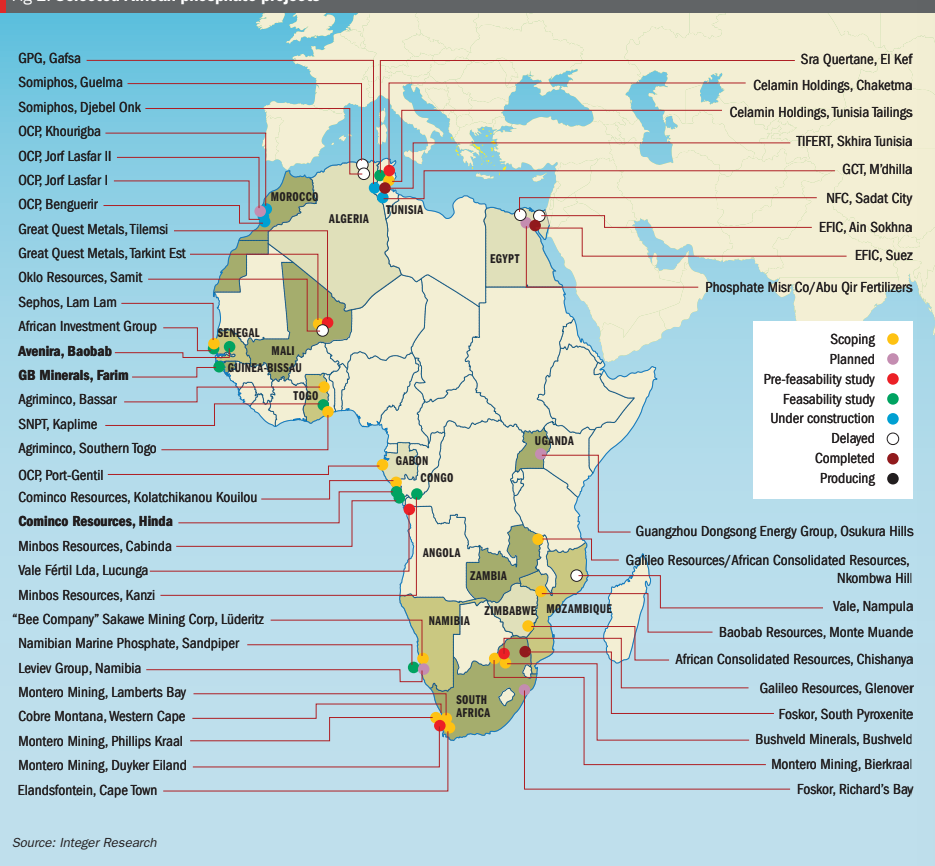 Fig 2: Selected African phosphate projects
GPG, Gafsa
Somiphos, Guelma
Somiphos, Djebel Onk
OCP, Khourigba
OCP, Jorf Lasfar II
OCP, Jorf Lasfar I
OCP, Benguerir
Great Quest Metals, Tilemsi
Great Quest Metals, Tarkint Est
Oklo Resources, Samit
Sephos, Lam Lam
African Investment Group
Avenira, Baobab
GB Minerals, Farim
Agriminco, Bassar
SNPT, Kaplime
Agriminco, Southern Togo
OCP, Port-Gentil
Cominco Resources, Kolatchikanou Kouilou
Cominco Resources, Hinda
Minbos Resources, Cabinda
Vale Fértil Lda, Lucunga
Minbos Resources, Kanzi
“Bee Company” Sakawe Mining Corp, Lüderitz
Namibian Marine Phosphate, Sandpiper
Leviev Group, Namibia
Montero Mining, Lamberts Bay
Cobre Montana, Western Cape
Montero Mining, Phillips Kraal
Montero Mining, Duyker Eiland
Elandsfontein, Cape Town
MOROCCO
ALGERIA
TUNISIA
EGYPT
SENEGAL
MALI
GUINEA-BISSAU
TOGO
UGANDA
GABON
CONGO
ANGOLA
ZAMBIA
ZIMBABWE
MOZAMBIQUE
NAMIBIA
SOUTH
AFRICA
Sra Quertane, El Kef
Celamin Holdings, Chaketma
Celamin Holdings, Tunisia Tailings
TIFERT, Skhira Tunisia
GCT, M’dhilla
NFC, Sadat City
EFIC, Ain Sokhna
EFIC, Suez
Phosphate Misr Co/Abu Qir Fertilizers
Scoping
Planned
Pre-feasability study
Feasability study
Under construction
Delayed
Completed
Producing
Guangzhou Dongsong Energy Group, Osukura Hills
Galileo Resources/African Consolidated Resources,
Nkombwa Hill
Vale, Nampula
Baobab Resources, Monte Muande
African Consolidated Resources, Chishanya
Galileo Resources, Glenover
Foskor, South Pyroxenite
Bushveld Minerals, Bushveld
Montero Mining, Bierkraal
Foskor, Richard’s Bay
Source: Integer Research